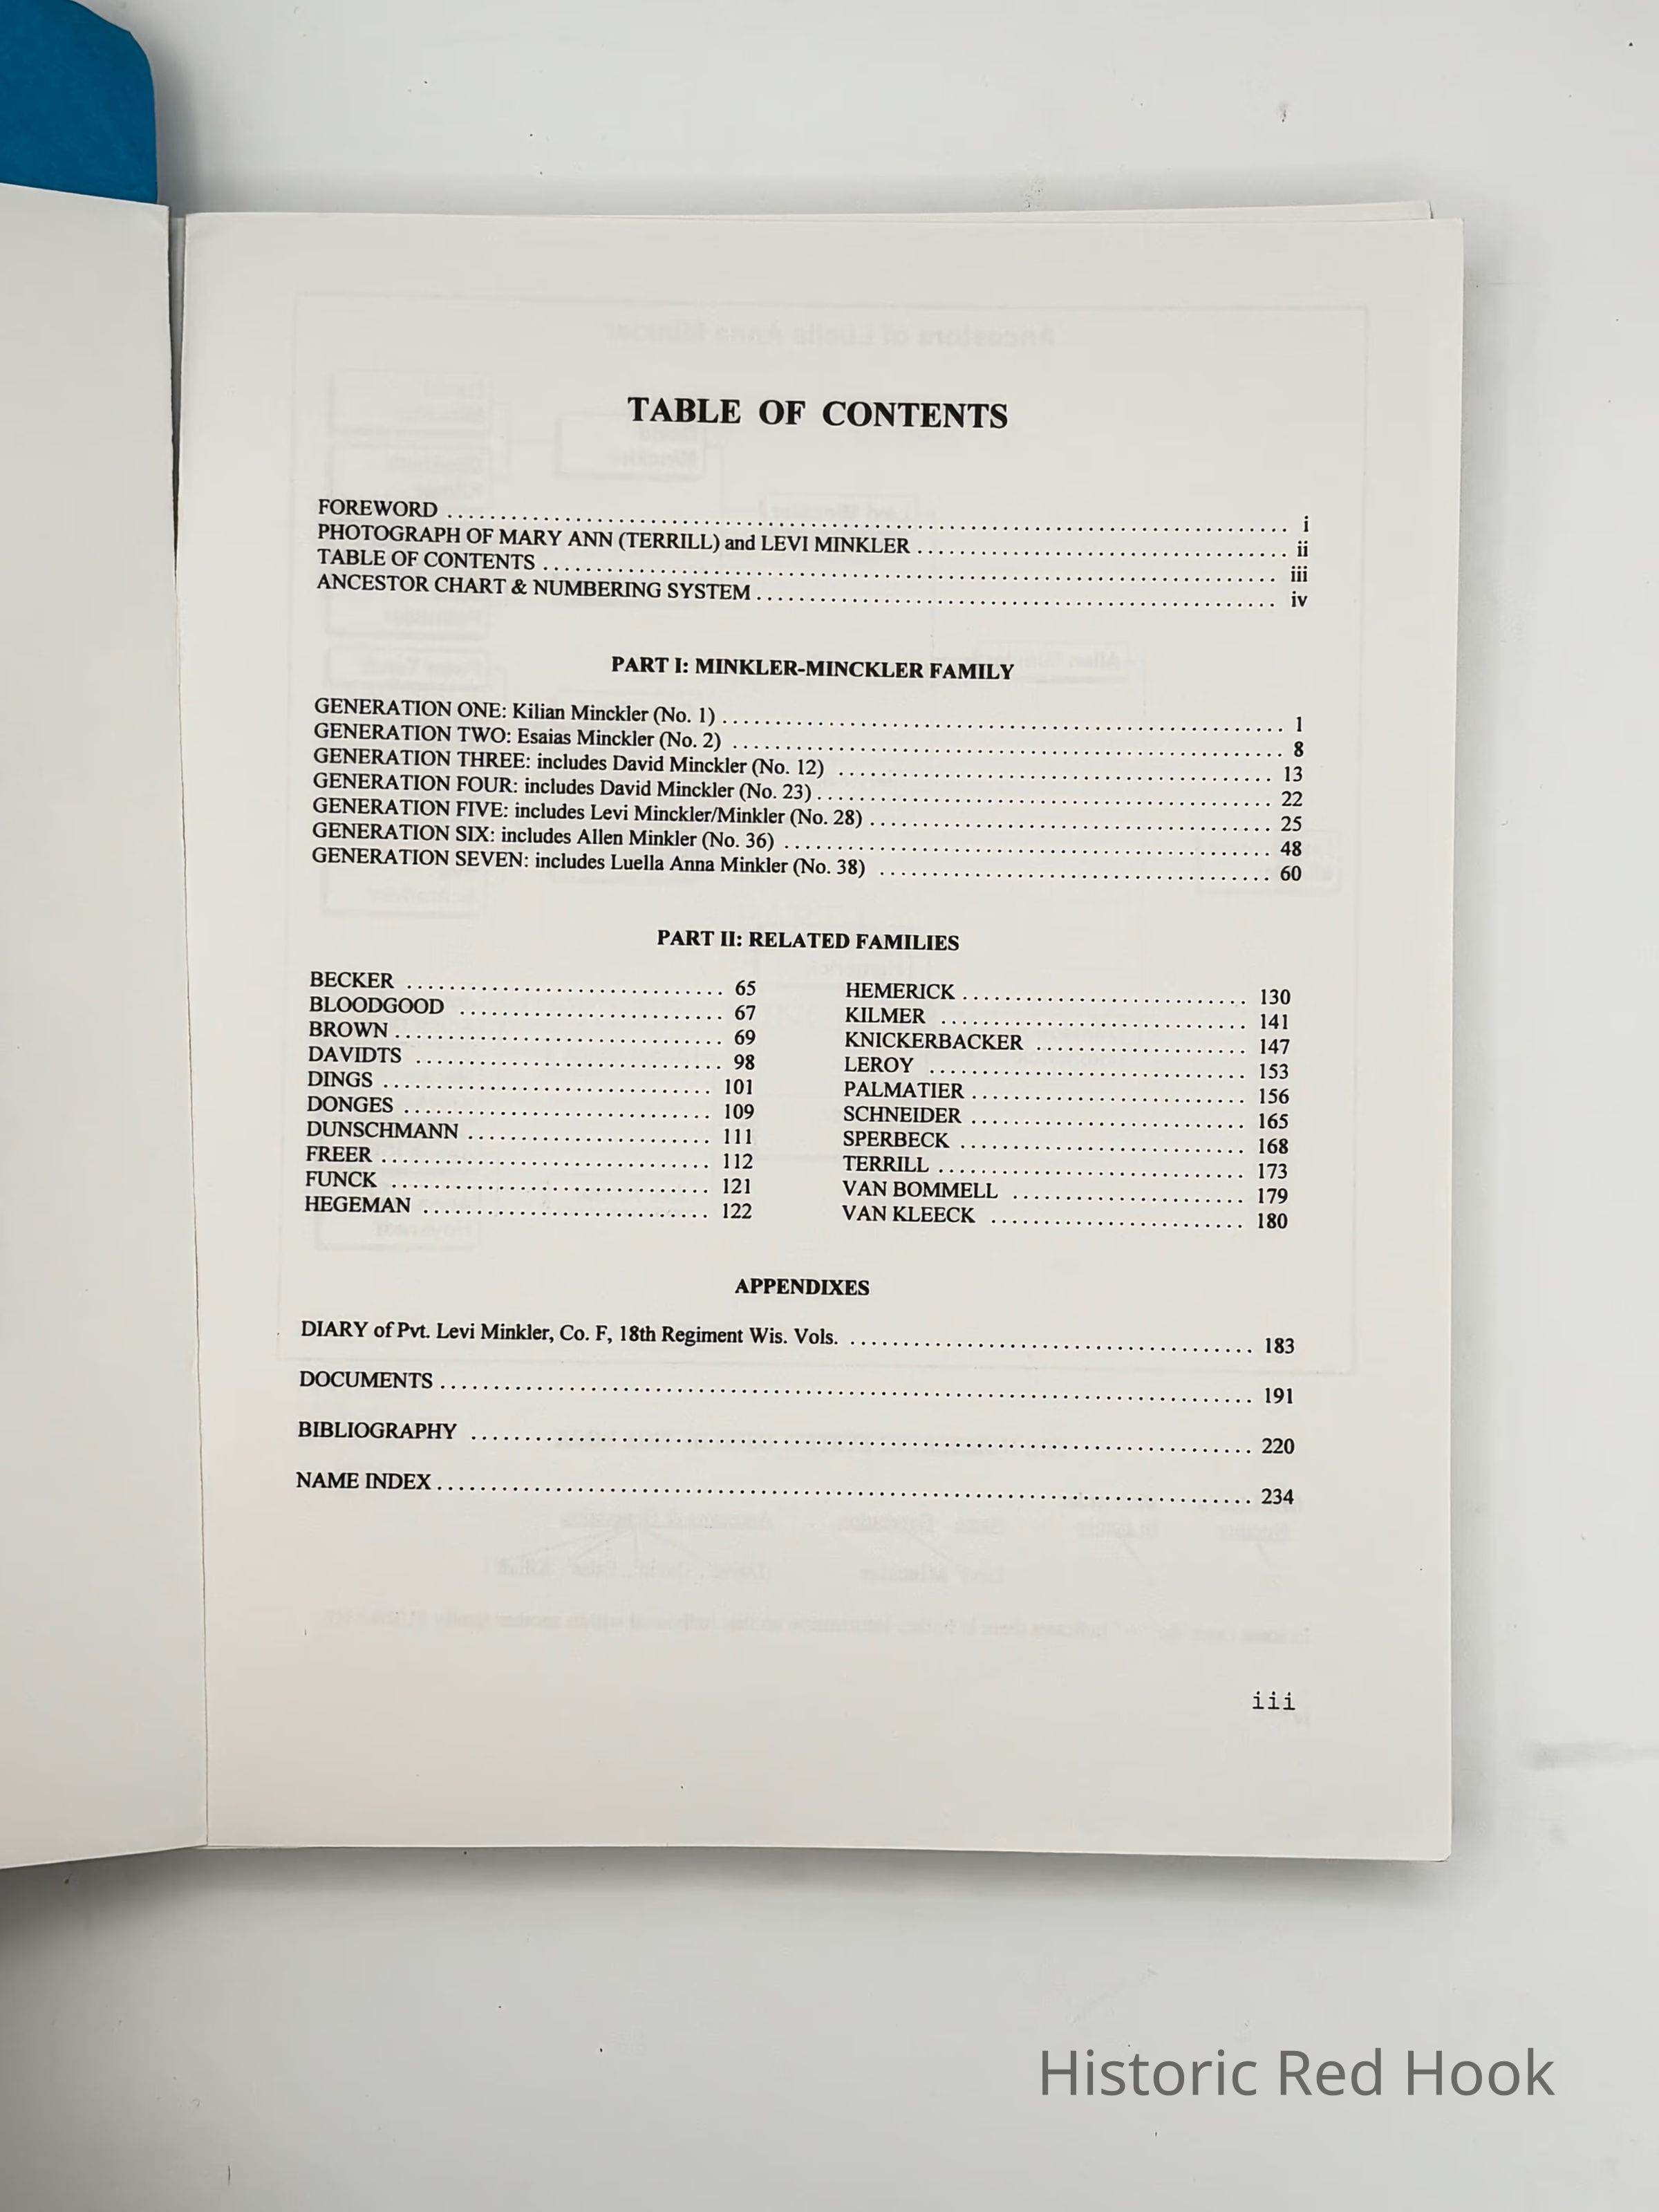 TABLE OF CONTENTS
FOREWORD ........ i
PHOTOGRAPH OF MARY ANN (TERRILL) and LEVI MINKLER ........ ii
TABLE OF CONTENTS ........ iii
ANCESTOR CHART & NUMBERING SYSTEM ........ iv
PART I: MINKLER-MINCKLER FAMILY
GENERATION ONE: Kilian Minckler (No. 1) ........ 1
GENERATION TWO: Esaias Minckler (No. 2) ........ 8
GENERATION THREE: includes David Minckler (No. 12) ........ 13
GENERATION FOUR: includes David Minckler (No. 23) ........ 22
GENERATION FIVE: includes Levi Minckler/Minkler (No. 28) ........ 25
GENERATION SIX: includes Allen Minkler (No. 36) ........ 48
GENERATION SEVEN: includes Luella Anna Minkler (No. 38) ........ 60
PART II: RELATED FAMILIES
BECKER ........ 65
BLOODGOOD ........ 67
BROWN ........ 69
DAVIDTS ........ 98
DINGS ........ 101
DONGES ........ 109
DUNSCHMANN ........ 111
FREER ........ 112
FUNCK ........ 121
HEGEMAN ........ 122
HEMERICK ........ 130
KILMER ........ 141
KNICKERBACKER ........ 147
LEROY ........ 153
PALMATIER ........ 156
SCHNEIDER ........ 165
SPERBECK ........ 168
TERRILL ........ 173
VAN BOMMELL ........ 179
VAN KLEECK ........ 180
APPENDIXES
DIARY of Pvt. Levi Minkler, Co. F, 18th Regiment Wis. Vols. ........ 183
DOCUMENTS ........ 191
BIBLIOGRAPHY ........ 220
NAME INDEX ........ 234
iii
Historic Red Hook